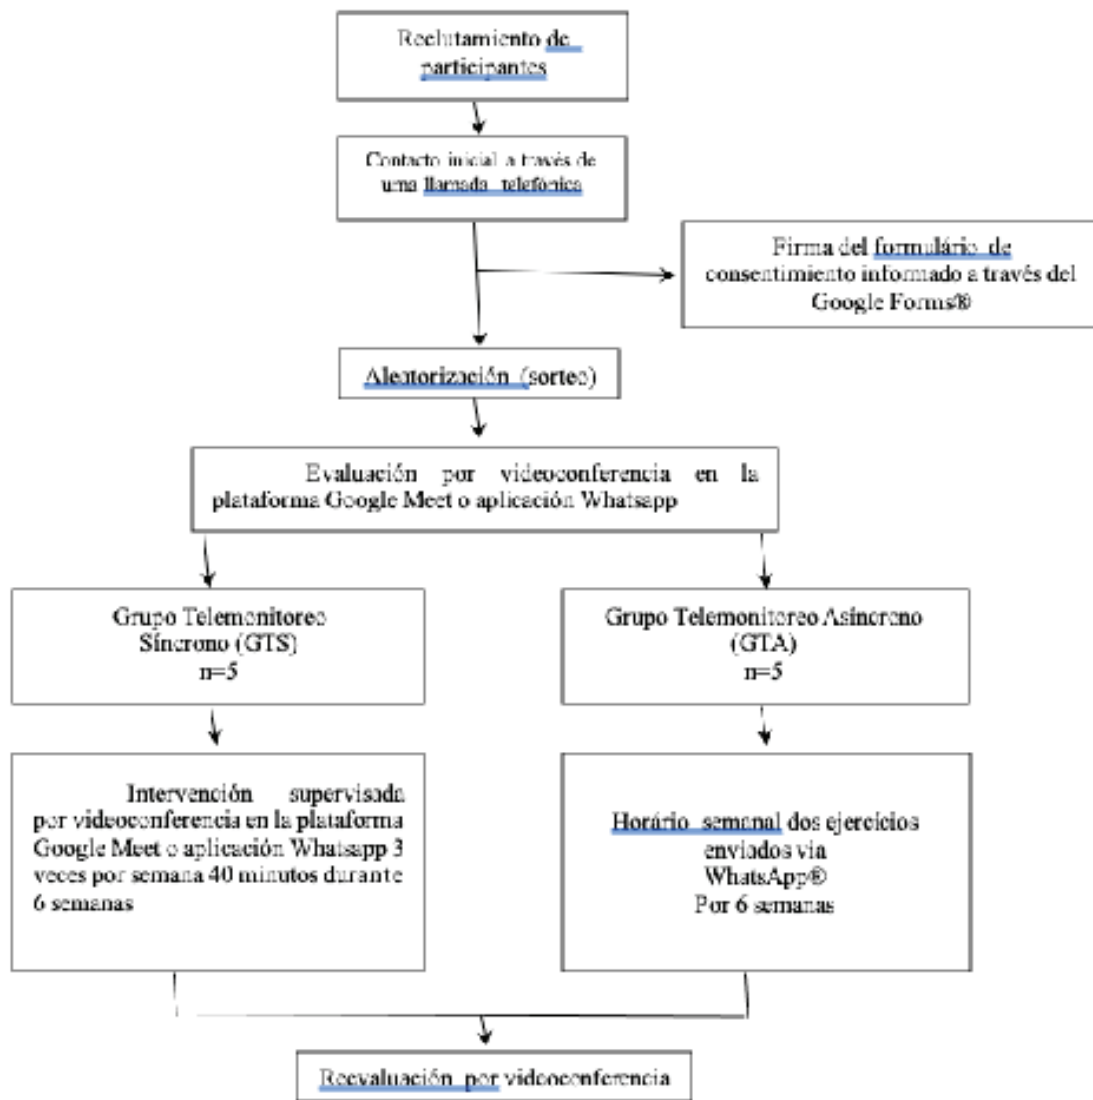 Reclutamiento de
participantes
Contacto inicial a través de
uma llamada telefónica
Firma del formulário de
consentimiento informado a través del
Google Forms®
Aleatorización (sorteo)
Evaluación por videoconferencia en la
plataforma Google Meet o aplicación Whatsapp
Grupo Telemonitoreo
Síncrono (GTS)
n=5
Grupo Telemonitoreo Asíncrono
(GTA)
n=5
Intervención supervisada
por videoconferencia en la plataforma
Google Meet o aplicación Whatsapp 3
veces por semana 40 minutos durante
6 semanas
Horário semanal dos ejercícios
enviados via
WhatsApp®
Por 6 semanas
Reevaluación por videoconferencia